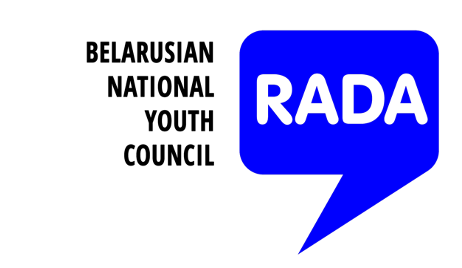 BELARUSIAN
NATIONAL
YOUTH
COUNCIL
RADA